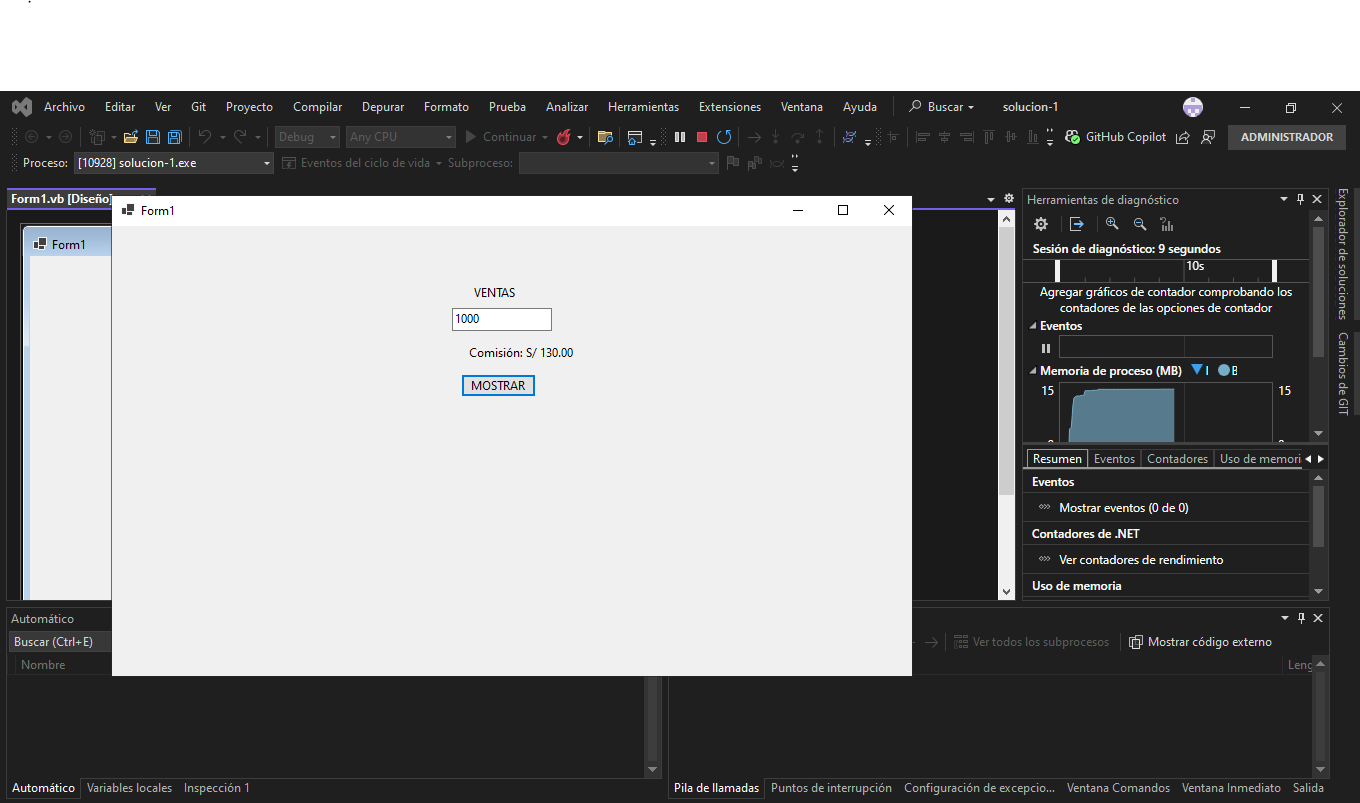 Archivo Editar Ver Git Proyecto Compilar Depurar Formato Prueba Analizar Herramientas Extensiones Ventana Ayuda Buscar solucion-1
Debug Any CPU Continuar GitHub Copilot ADMINISTRADOR
Proceso: [10928] solucion-1.exe Eventos del ciclo de vida Subproceso:
Form1.vb [Diseño]
Form1
Form1
VENTAS
1000
Comisión: S/ 130.00
MOSTRAR
Herramientas de diagnóstico
Sesión de diagnóstico: 9 segundos
10s
Agregar gráficos de contador comprobando los
contadores de las opciones de contador
Eventos
Memoria de proceso (MB) I B
15 15
Resumen Eventos Contadores Uso de memori
Eventos
Mostrar eventos (0 de 0)
Contadores de .NET
Ver contadores de rendimiento
Uso de memoria
Explorador de soluciones
Cambios de GIT
Automático
Buscar (Ctrl+E)
Nombre
Ver todos los subprocesos Mostrar código externo
Leng
Automático Variables locales Inspección 1
Pila de llamadas Puntos de interrupción Configuración de excepcio... Ventana Comandos Ventana Inmediato Salida